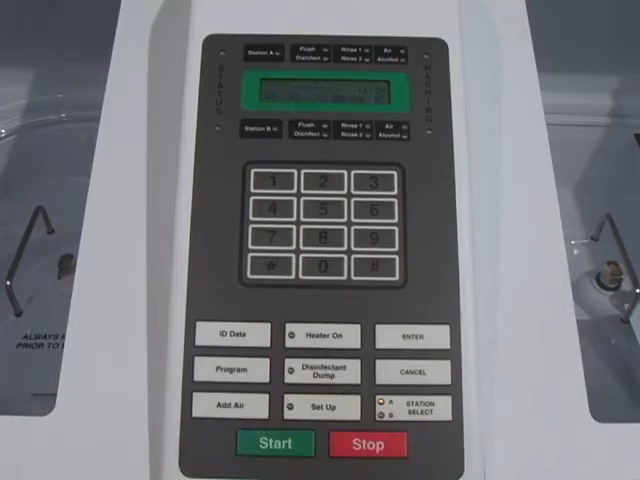 Station A Flush Disinfect Rinse 1 Rinse 2 Air Alcohol
STATUS
WARNING
Station B Flush Disinfect Rinse 1 Rinse 2 Air Alcohol
1 2 3
4 5 6
7 8 9
* 0 #
ID Data Heater On ENTER
Program Disinfectant Dump CANCEL
Add Air Set Up A B STATION SELECT
Start Stop
ALWAYS
PRIOR TO